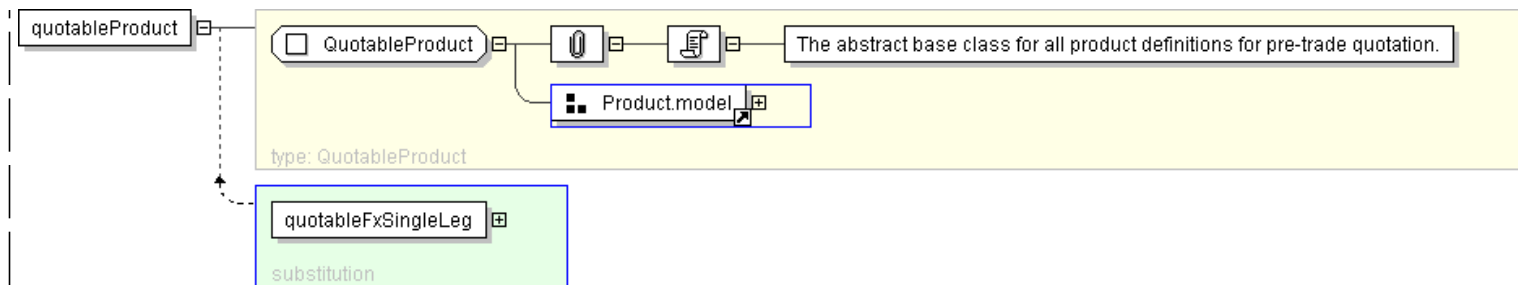 quotableProduct
QuotableProduct
The abstract base class for all product definitions for pre-trade quotation.
Product.model
type: QuotableProduct
quotableFxSingleLeg
substitution